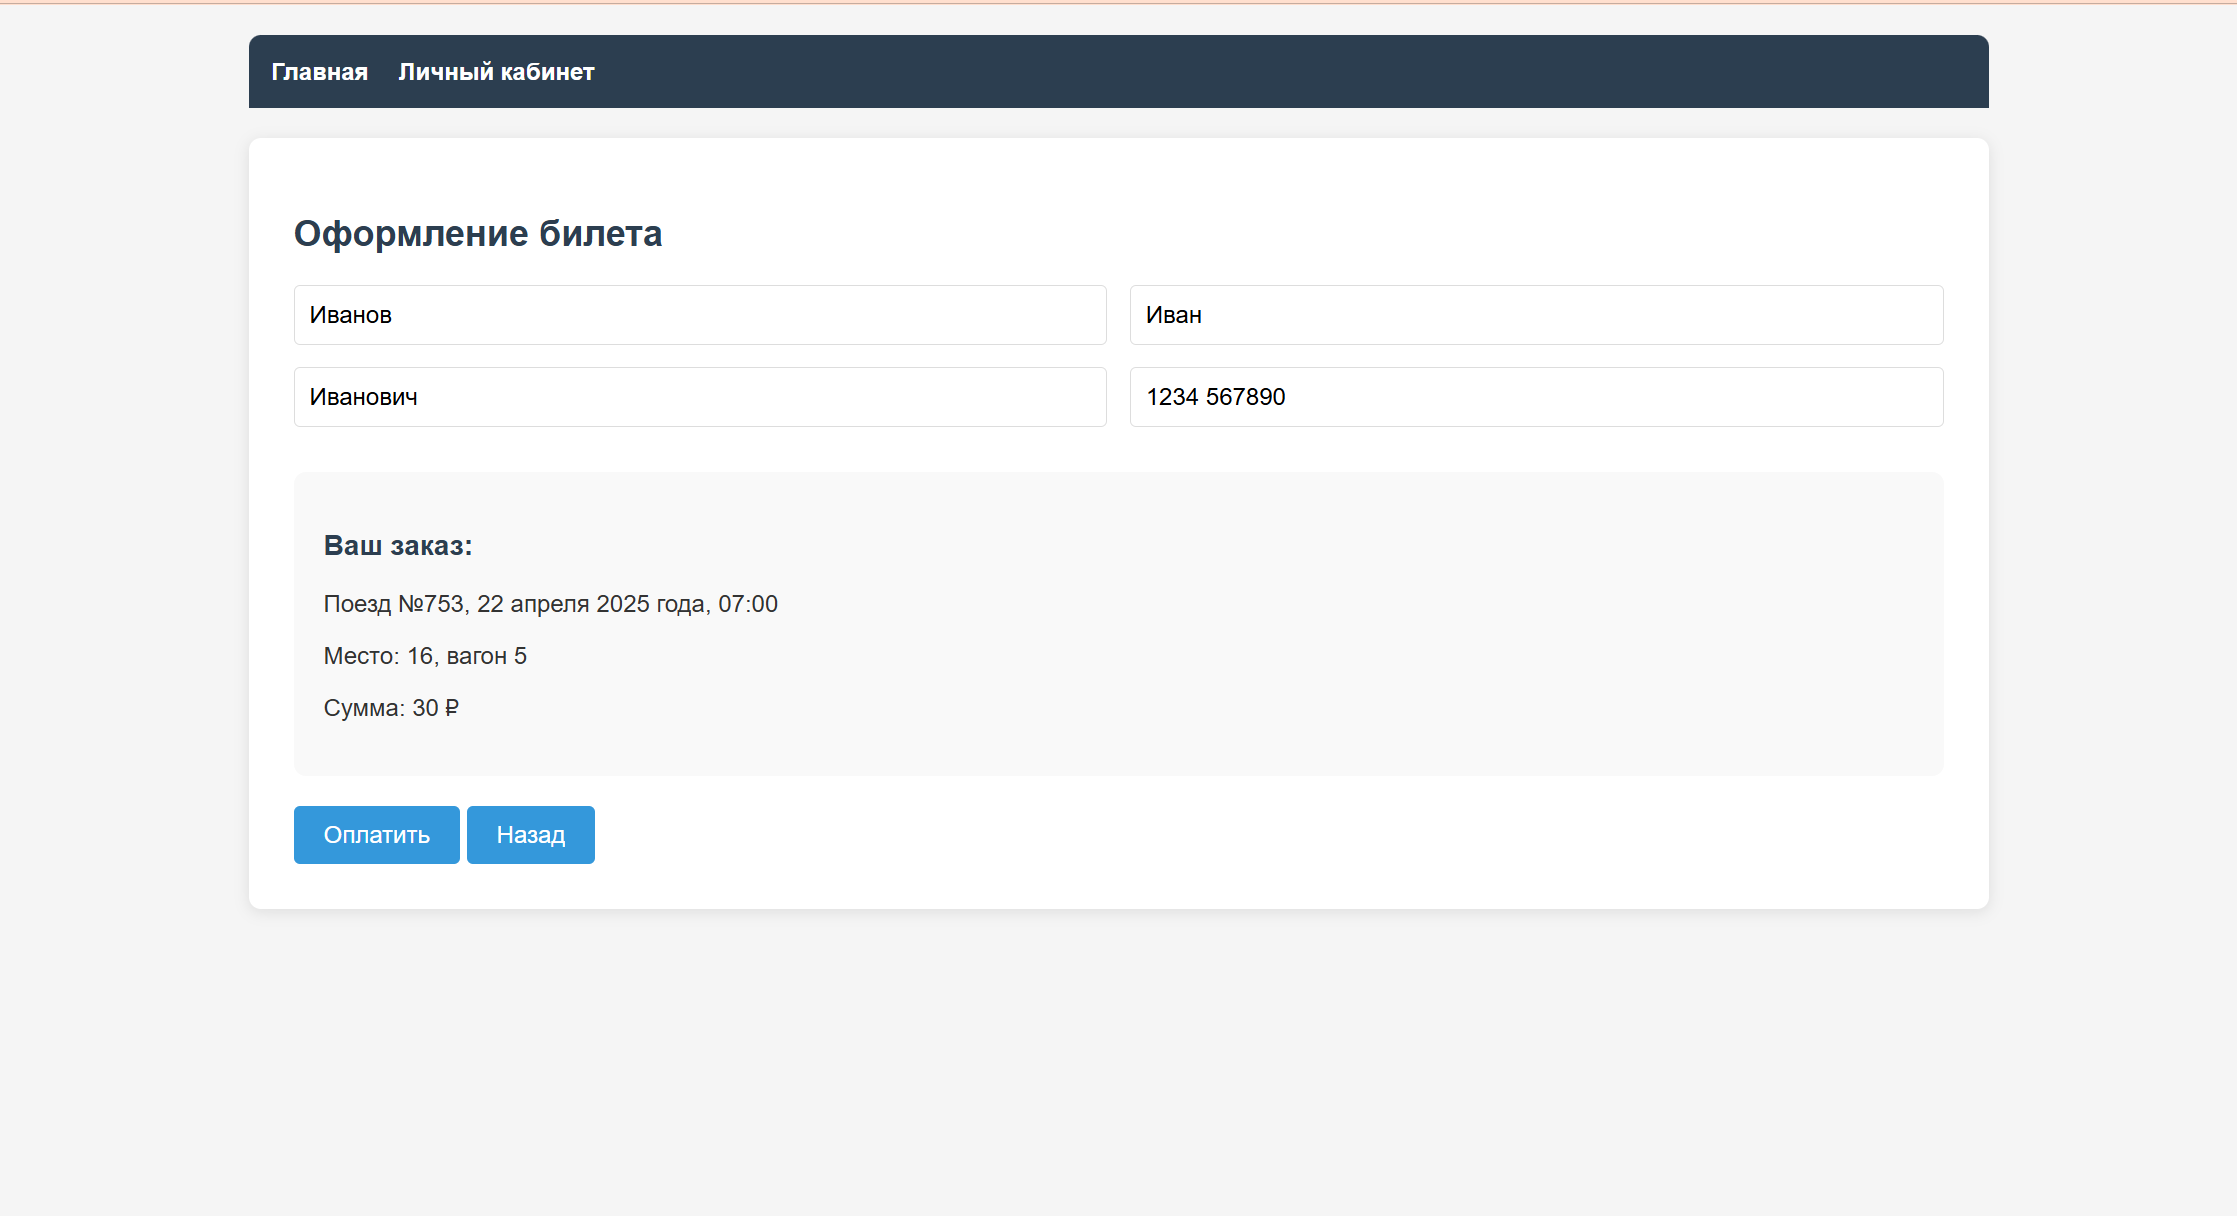 Главная Личный кабинет
Оформление билета
Иванов Иван
Иванович 1234 567890
Ваш заказ:
Поезд №753, 22 апреля 2025 года, 07:00
Место: 16, вагон 5
Сумма: 30 ₽
Оплатить Назад